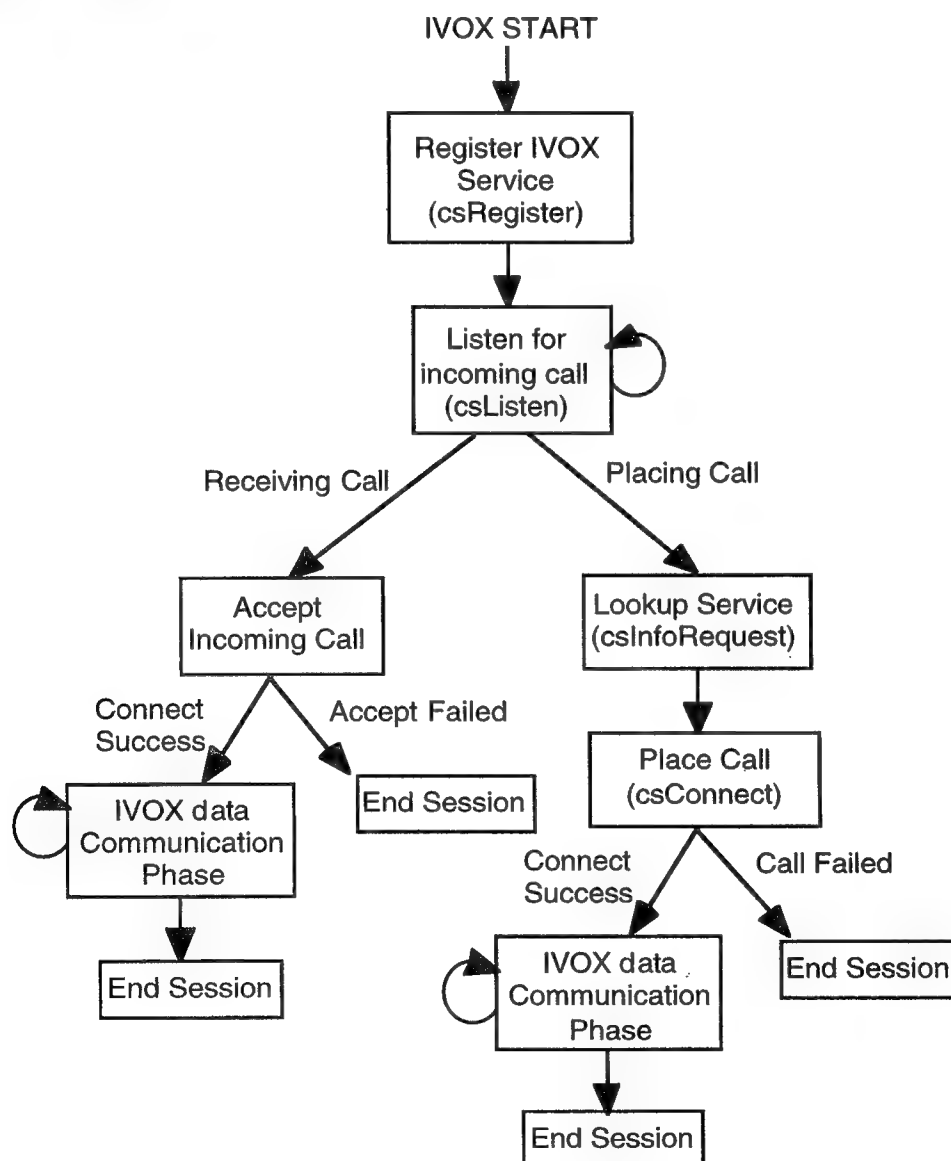 IVOX START
Register IVOX
Service
(csRegister)
Listen for
incoming call
(csListen)
Receiving Call
Placing Call
Accept
Incoming Call
Lookup Service
(csInfoRequest)
Connect
Success
Accept Failed
Place Call
(csConnect)
IVOX data
Communication
Phase
End Session
Connect
Success
Call Failed
End Session
IVOX data
Communication
Phase
End Session
End Session